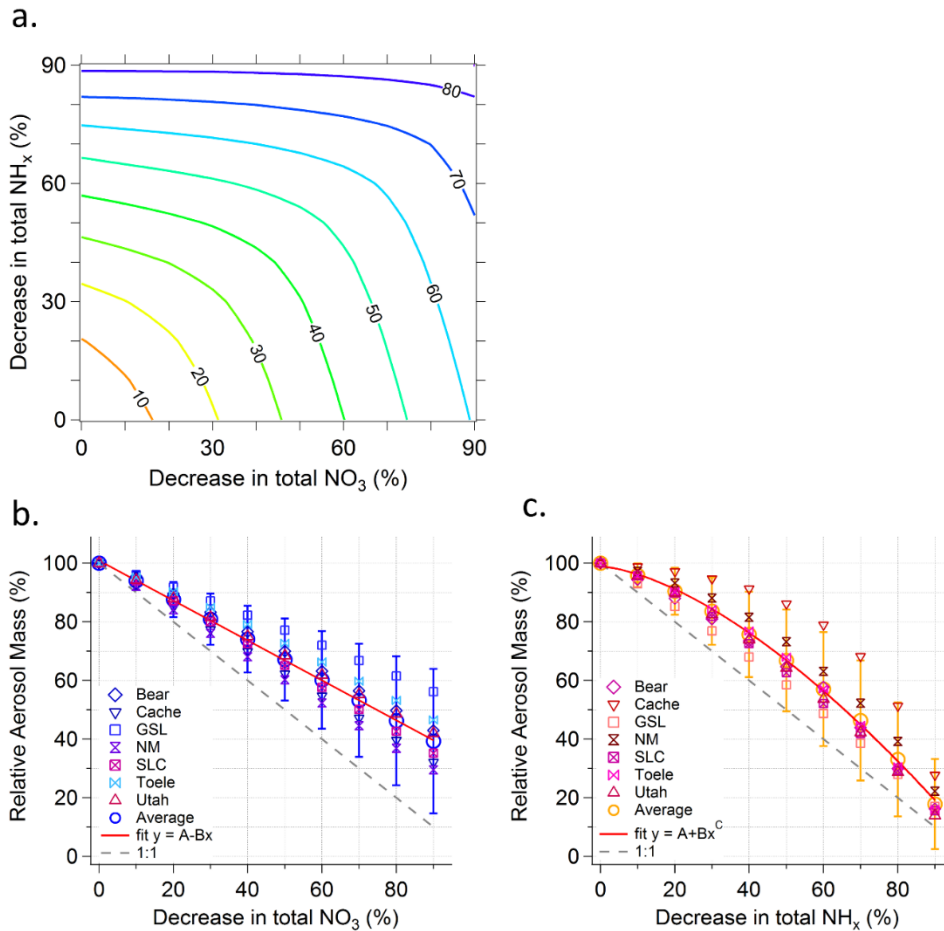 a.
90
60
30
0
Decrease in total NHx (%)
80
70
60
50
40
30
20
10
0
30
60
90
Decrease in total NO3 (%)
b.
100
80
60
40
20
0
Relative Aerosol Mass (%)
Bear
Cache
GSL
NM
SLC
Toele
Utah
Average
fit y = A-Bx
1:1
0
20
40
60
80
Decrease in total NO3 (%)
c.
100
80
60
40
20
0
Relative Aerosol Mass (%)
Bear
Cache
GSL
NM
SLC
Toele
Utah
Average
fit y = A+Bx^C
1:1
0
20
40
60
80
Decrease in total NHx (%)